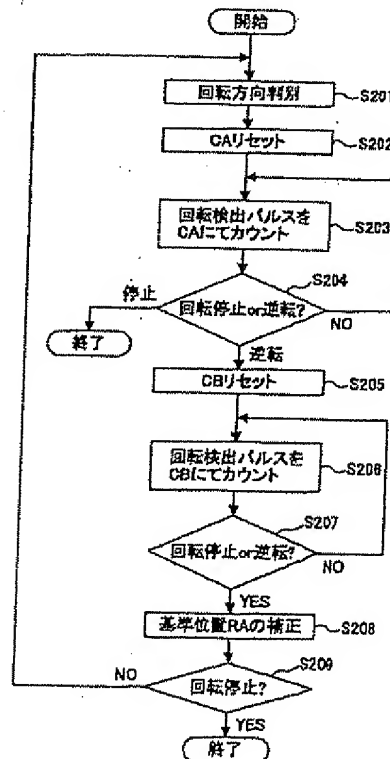 開始
回転方向判別
S201
CAリセット
S202
回転検出パルスを
CAにてカウント
S203
S204
停止
回転停止or逆転?
NO
終了
逆転
CBリセット
S205
回転検出パルスを
CBにてカウント
S206
S207
回転停止or逆転?
NO
YES
基準位置RAの補正
S208
S209
NO
回転停止?
YES
終了